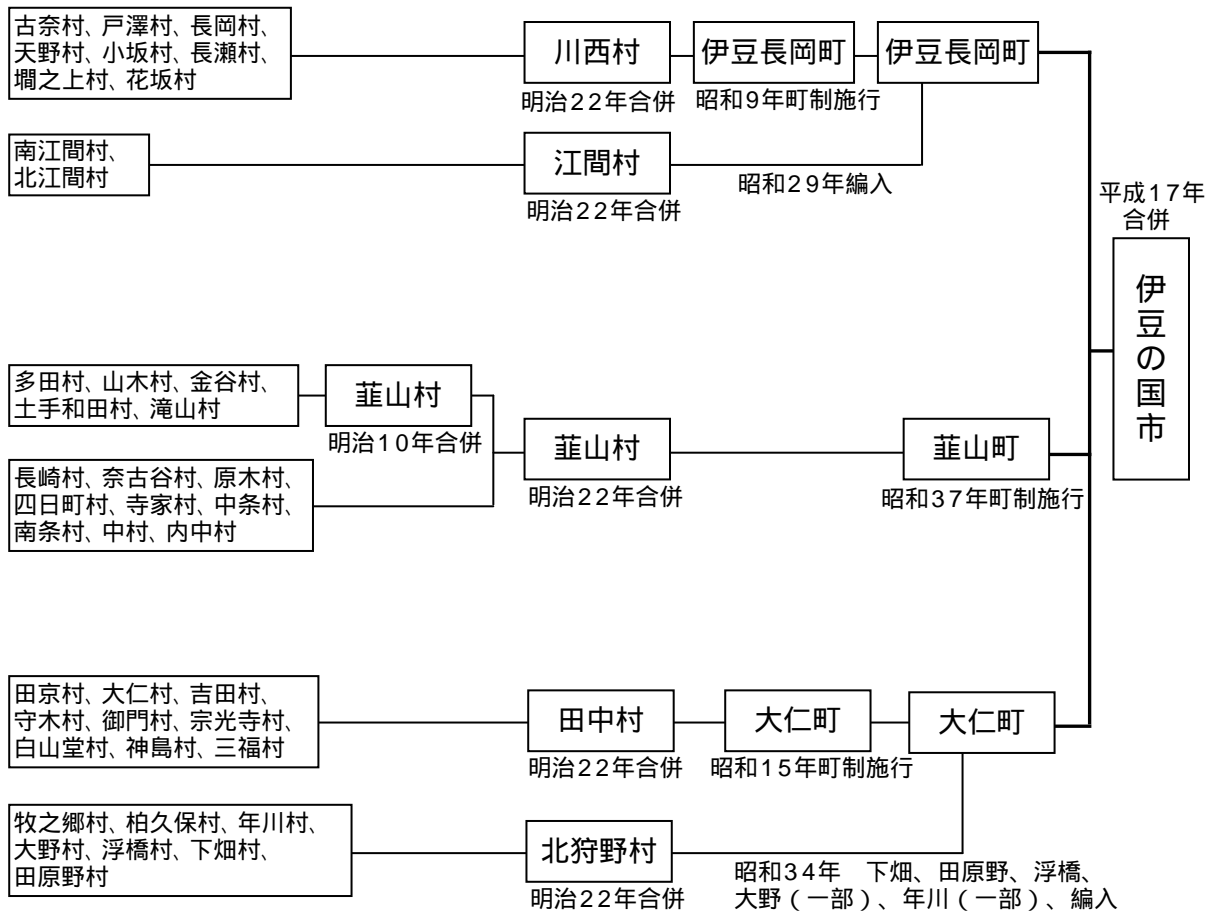 古奈村、戸澤村、長岡村、
天野村、小坂村、長瀬村、
墹之上村、花坂村
川西村
明治22年合併
伊豆長岡町
昭和9年町制施行
伊豆長岡町
南江間村、
北江間村
江間村
明治22年合併
昭和29年編入
平成17年
合併
伊豆の国市
多田村、山木村、金谷村、
土手和田村、滝山村
韮山村
明治10年合併
長崎村、奈古谷村、原木村、
四日町村、寺家村、中条村、
南条村、中村、内中村
韮山村
明治22年合併
韮山町
昭和37年町制施行
田京村、大仁村、吉田村、
守木村、御門村、宗光寺村、
白山堂村、神島村、三福村
田中村
明治22年合併
大仁町
昭和15年町制施行
大仁町
牧之郷村、柏久保村、年川村、
大野村、浮橋村、下畑村、
田原野村
北狩野村
明治22年合併
昭和34年　下畑、田原野、浮橋、
大野（一部）、年川（一部）、編入